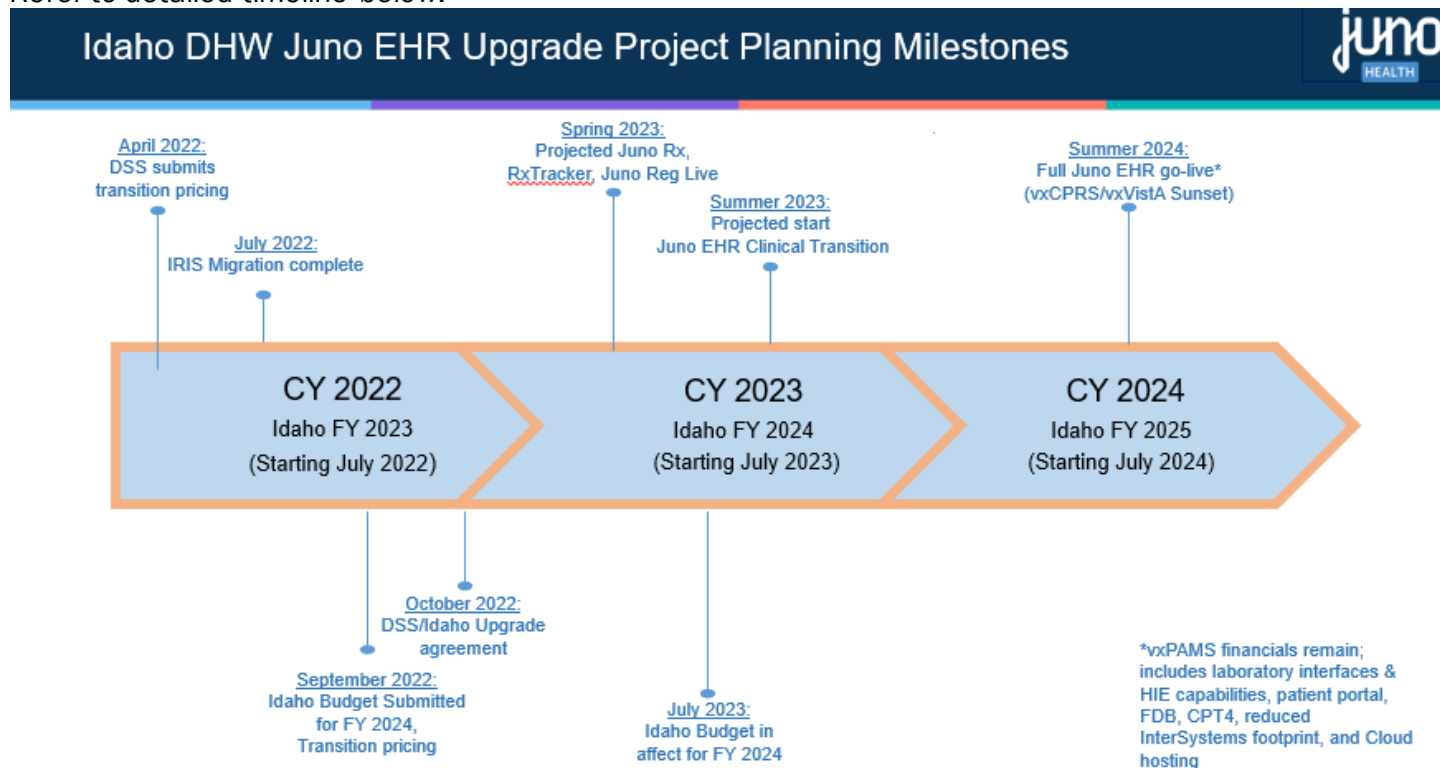 Refer to detailed timeline below.
Idaho DHW Juno EHR Upgrade Project Planning Milestones
juno
HEALTH
April 2022:
DSS submits
transition pricing
July 2022:
IRIS Migration complete
Spring 2023:
Projected Juno Rx,
RxTracker, Juno Reg Live
Summer 2023:
Projected start
Juno EHR Clinical Transition
Summer 2024:
Full Juno EHR go-live*
(vxCPRS/vxVistA Sunset)
CY 2022
Idaho FY 2023
(Starting July 2022)
CY 2023
Idaho FY 2024
(Starting July 2023)
CY 2024
Idaho FY 2025
(Starting July 2024)
October 2022:
DSS/Idaho Upgrade
agreement
September 2022:
Idaho Budget Submitted
for FY 2024,
Transition pricing
July 2023:
Idaho Budget in
affect for FY 2024
*vxPAMS financials remain;
includes laboratory interfaces &
HIE capabilities, patient portal,
FDB, CPT4, reduced
InterSystems footprint, and Cloud
hosting